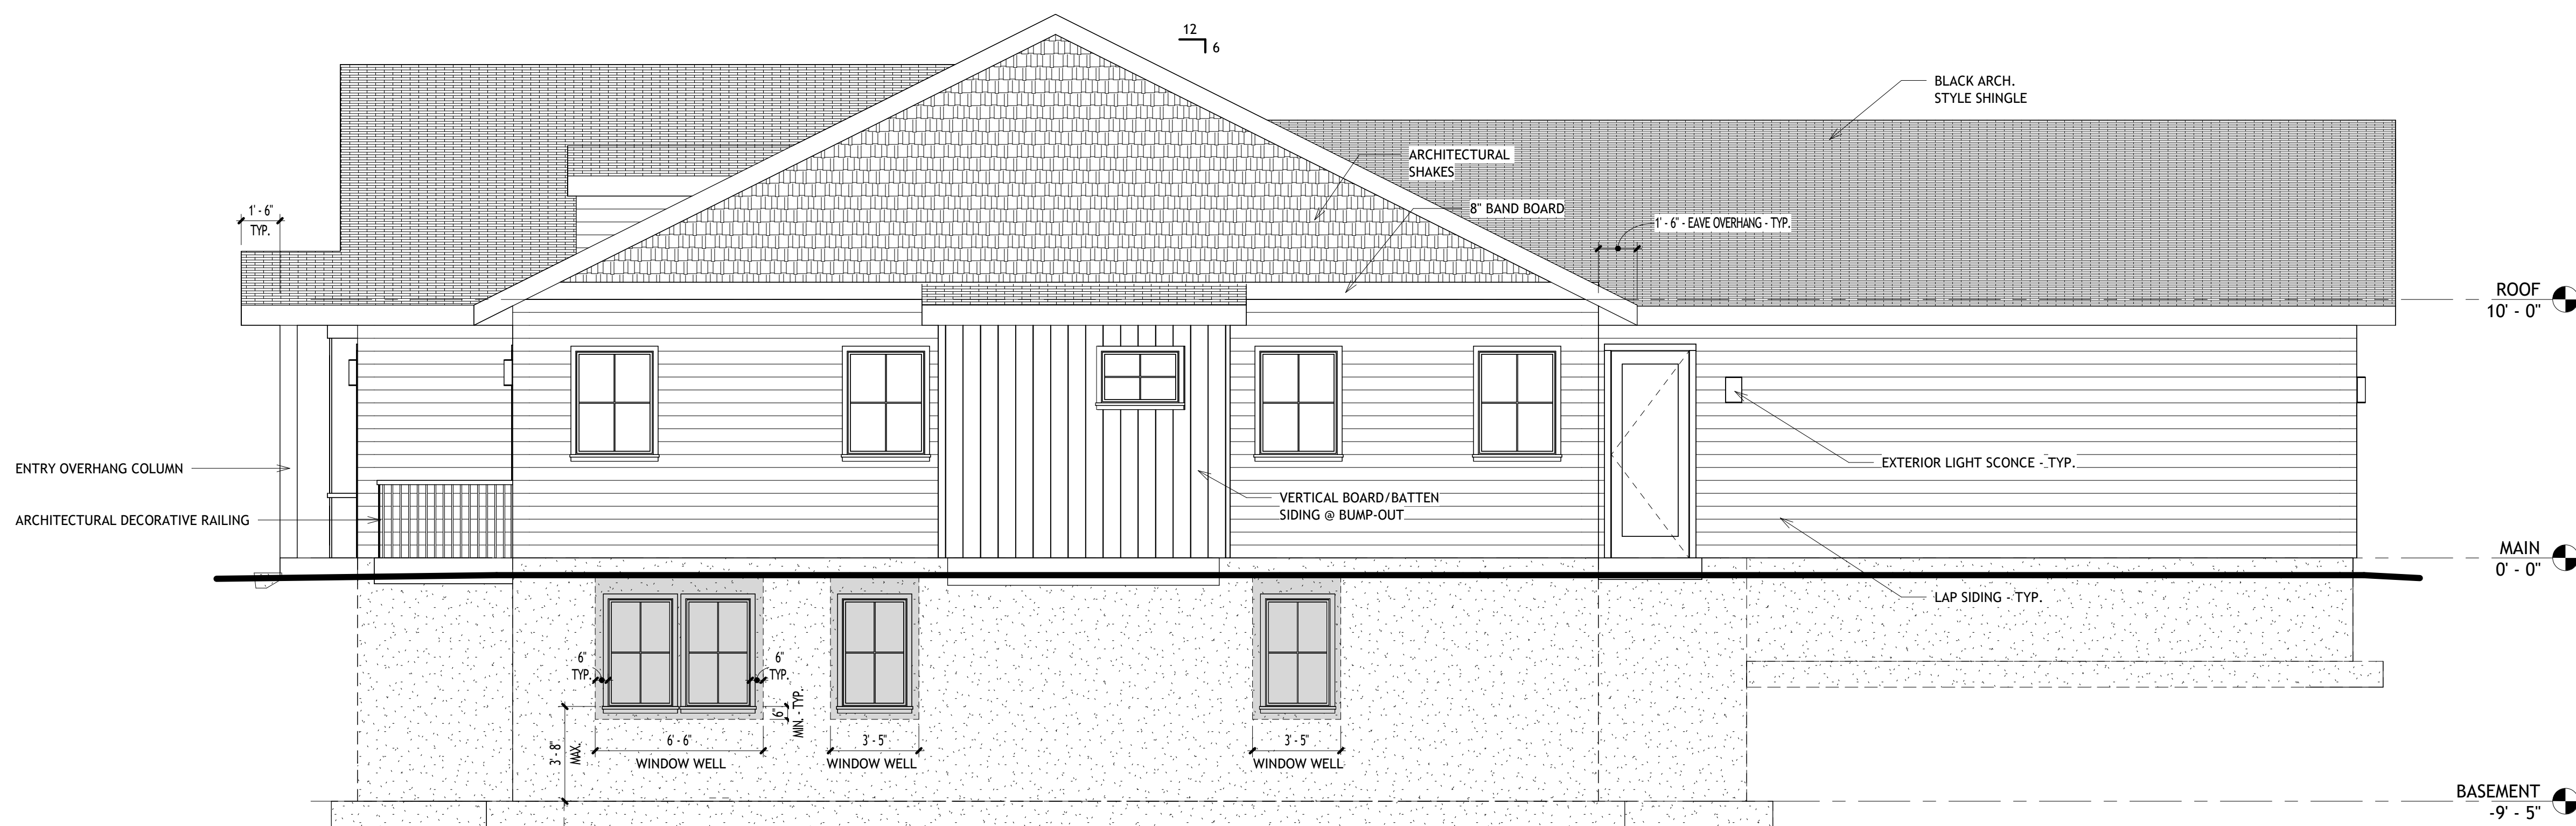 12
6
BLACK ARCH.
STYLE SHINGLE
ARCHITECTURAL
SHAKES
8" BAND BOARD
1' - 6"
TYP.
1' - 6" - EAVE OVERHANG - TYP.
ROOF
10' - 0"
ENTRY OVERHANG COLUMN
EXTERIOR LIGHT SCONCE - TYP.
VERTICAL BOARD/BATTEN
SIDING @ BUMP-OUT
ARCHITECTURAL DECORATIVE RAILING
MAIN
0' - 0"
LAP SIDING - TYP.
6"
TYP.
6"
TYP.
6"
MIN. - TYP.
3' - 8"
MAX.
6' - 6"
WINDOW WELL
3' - 5"
WINDOW WELL
3' - 5"
WINDOW WELL
BASEMENT
-9' - 5"